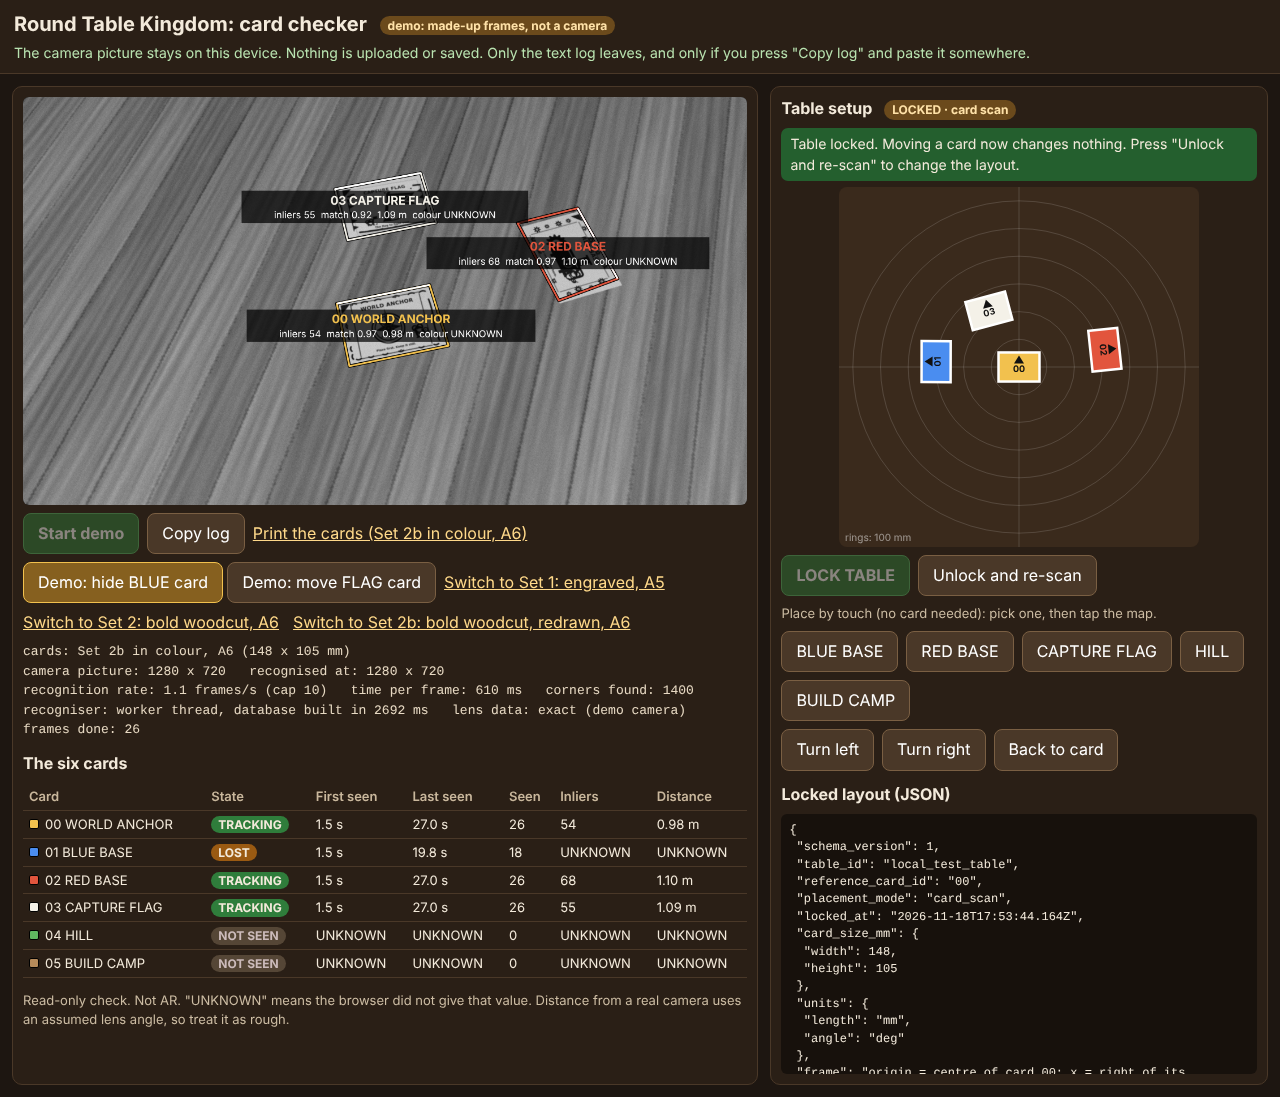 Round Table Kingdom: card checker demo: made-up frames, not a camera
The camera picture stays on this device. Nothing is uploaded or saved. Only the text log leaves, and only if you press "Copy log" and paste it somewhere.
CAPTURE FLAG
03 CAPTURE FLAG
inliers 55 match 0.92 1.09 m colour UNKNOWN
02 RED BASE
inliers 68 match 0.97 1.10 m colour UNKNOWN
WORLD ANCHOR
00 WORLD ANCHOR
inliers 54 match 0.97 0.98 m colour UNKNOWN
Start demo Copy log Print the cards (Set 2b in colour, A6)
Demo: hide BLUE card Demo: move FLAG card Switch to Set 1: engraved, A5
Switch to Set 2: bold woodcut, A6 Switch to Set 2b: bold woodcut, redrawn, A6
cards: Set 2b in colour, A6 (148 x 105 mm)
camera picture: 1280 x 720 recognised at: 1280 x 720
recognition rate: 1.1 frames/s (cap 10) time per frame: 610 ms corners found: 1400
recogniser: worker thread, database built in 2692 ms lens data: exact (demo camera)
frames done: 26
The six cards
Card State First seen Last seen Seen Inliers Distance
00 WORLD ANCHOR TRACKING 1.5 s 27.0 s 26 54 0.98 m
01 BLUE BASE LOST 1.5 s 19.8 s 18 UNKNOWN UNKNOWN
02 RED BASE TRACKING 1.5 s 27.0 s 26 68 1.10 m
03 CAPTURE FLAG TRACKING 1.5 s 27.0 s 26 55 1.09 m
04 HILL NOT SEEN UNKNOWN UNKNOWN 0 UNKNOWN UNKNOWN
05 BUILD CAMP NOT SEEN UNKNOWN UNKNOWN 0 UNKNOWN UNKNOWN
Read-only check. Not AR. "UNKNOWN" means the browser did not give that value. Distance from a real camera uses
an assumed lens angle, so treat it as rough.
Table setup LOCKED · card scan
Table locked. Moving a card now changes nothing. Press "Unlock
and re-scan" to change the layout.
03
01
02
00
rings: 100 mm
LOCK TABLE Unlock and re-scan
Place by touch (no card needed): pick one, then tap the map.
BLUE BASE RED BASE CAPTURE FLAG HILL
BUILD CAMP
Turn left Turn right Back to card
Locked layout (JSON)
{
"schema_version": 1,
"table_id": "local_test_table",
"reference_card_id": "00",
"placement_mode": "card_scan",
"locked_at": "2026-11-18T17:53:44.164Z",
"card_size_mm": {
"width": 148,
"height": 105
},
"units": {
"length": "mm",
"angle": "deg"
},
"frame": "origin = centre of card 00; x = right of its